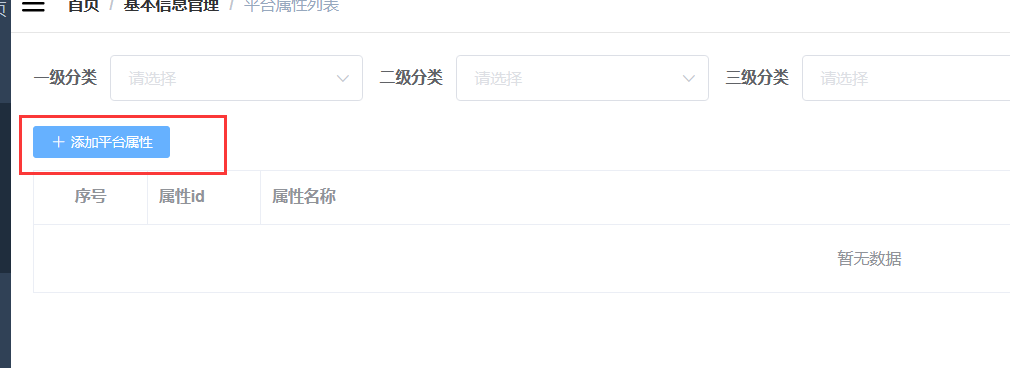 首页 / 基本信息管理 / 平台属性列表
一级分类 请选择 二级分类 请选择 三级分类 请选择
+ 添加平台属性
序号 属性id 属性名称
暂无数据